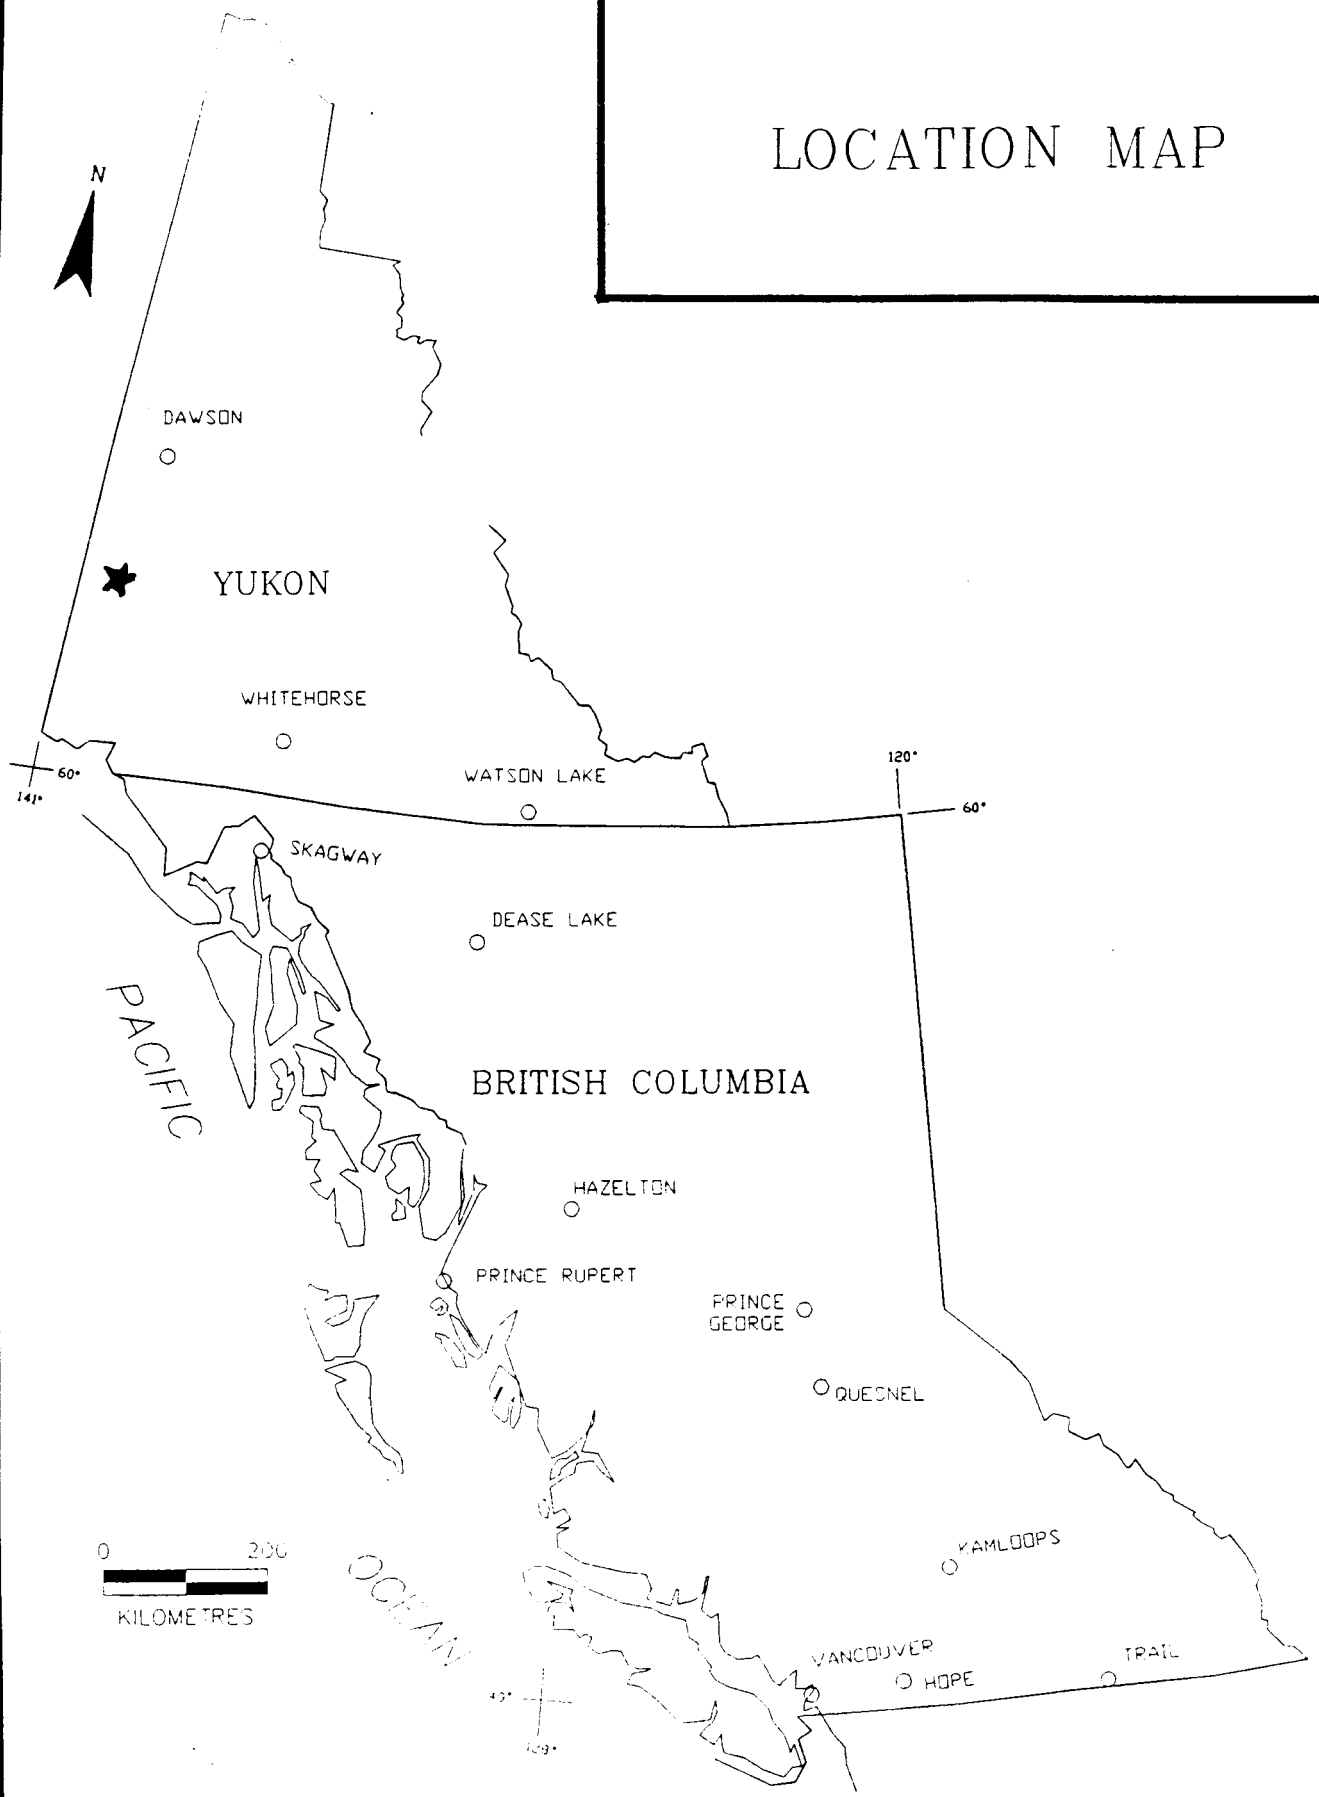 LOCATION MAP
N
DAWSON
YUKON
WHITEHORSE
WATSON LAKE
120°
60°
60°
141°
SKAGWAY
DEASE LAKE
PACIFIC
BRITISH COLUMBIA
HAZELTON
PRINCE RUPERT
PRINCE
GEORGE
QUESNEL
0 200
KILOMETRES
OCEAN
KAMLOOPS
VANCOUVER
HOPE
TRAIL
49°